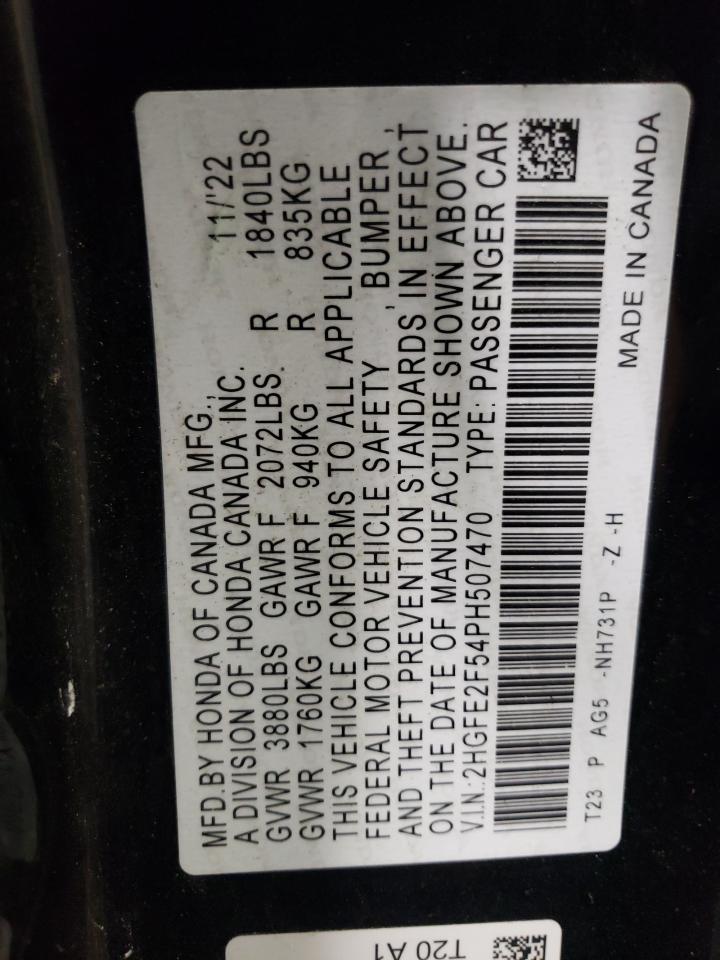 MFD.BY HONDA OF CANADA MFG., 11/'22
A DIVISION OF HONDA CANADA INC.
GVWR 3880LBS GAWR F 2072LBS. R 1840LBS
GVWR 1760KG GAWR F 940KG R 835KG
THIS VEHICLE CONFORMS TO ALL APPLICABLE
FEDERAL MOTOR VEHICLE SAFETY , BUMPER ,
AND THEFT PREVENTION STANDARDS IN EFFECT
ON THE DATE OF MANUFACTURE SHOWN ABOVE.
V.I.N.:2HGFE2F54PH507470 TYPE: PASSENGER CAR
T23 P AG5 -NH731P -Z -H
MADE IN CANADA
T20 A1